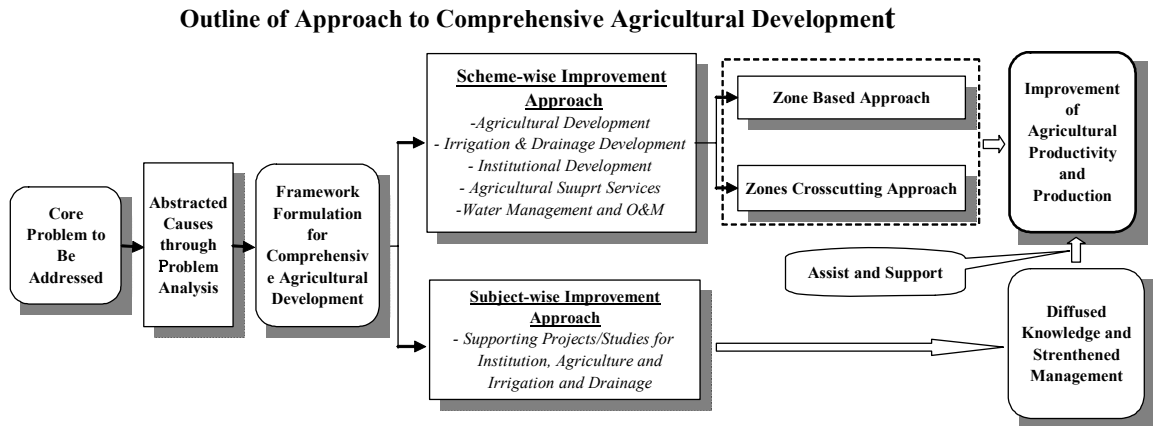 Outline of Approach to Comprehensive Agricultural Development
Core
Problem to
Be
Addressed
Abstracted
Causes
through
Problem
Analysis
Framework
Formulation
for
Comprehensiv
e Agricultural
Development
Scheme-wise Improvement
Approach
-Agricultural Development
- Irrigation & Drainage Development
- Institutional Development
- Agricultural Suuprt Services
-Water Management and O&M
Zone Based Approach
Zones Crosscutting Approach
Improvement
of
Agricultural
Productivity
and
Production
Assist and Support
Subject-wise Improvement
Approach
- Supporting Projects/Studies for
Institution, Agriculture and
Irrigation and Drainage
Diffused
Knowledge and
Strenthened
Management